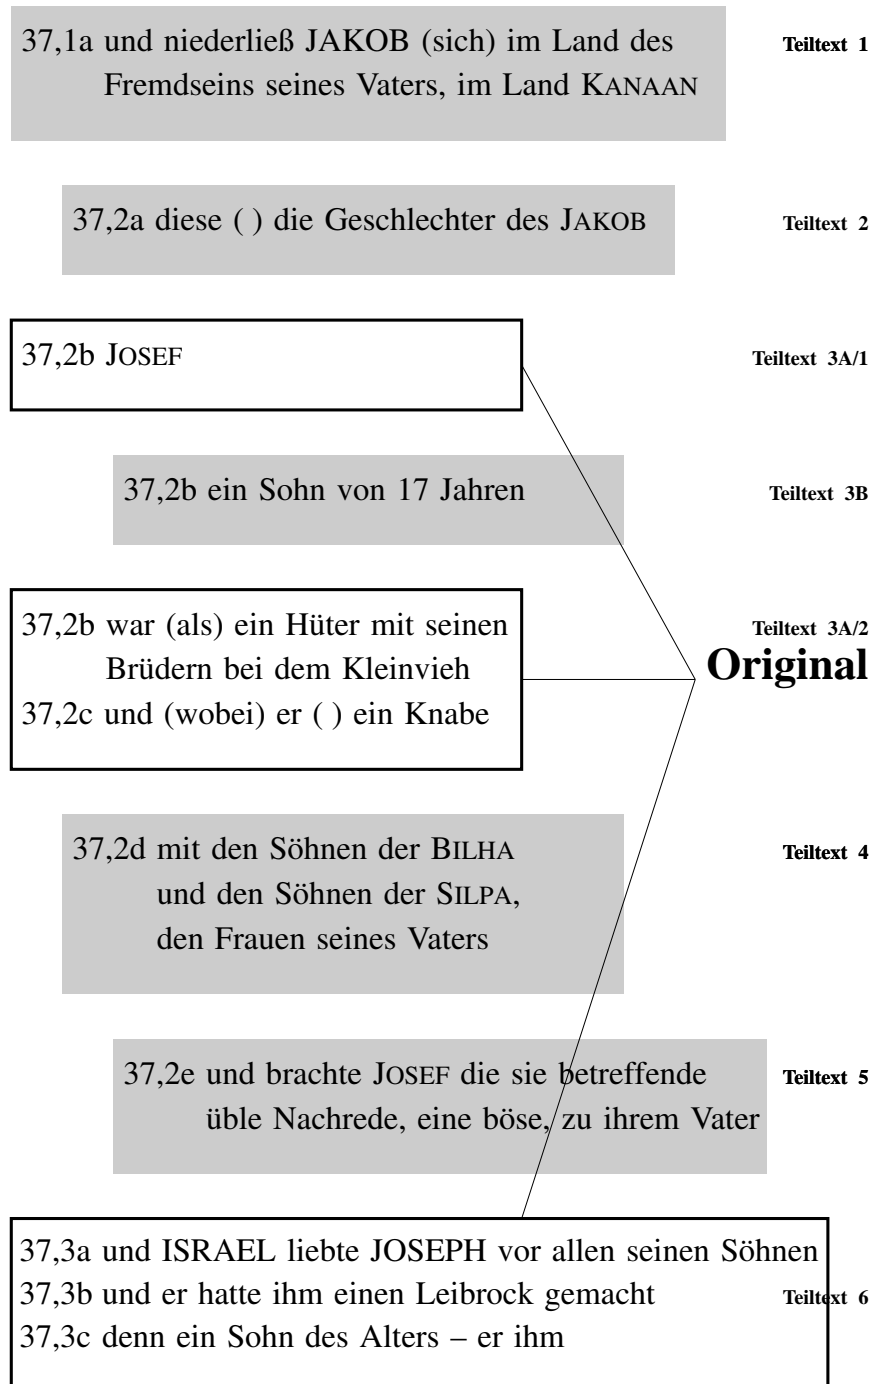 37,1a und niederließ JAKOB (sich) im Land des Teiltext 1
Fremdseins seines Vaters, im Land KANAAN
37,2a diese ( ) die Geschlechter des JAKOB Teiltext 2
37,2b JOSEF Teiltext 3A/1
37,2b ein Sohn von 17 Jahren Teiltext 3B
37,2b war (als) ein Hüter mit seinen Teiltext 3A/2
Brüdern bei dem Kleinvieh Original
37,2c und (wobei) er ( ) ein Knabe
37,2d mit den Söhnen der BILHA Teiltext 4
und den Söhnen der SILPA,
den Frauen seines Vaters
37,2e und brachte JOSEF die sie betreffende Teiltext 5
üble Nachrede, eine böse, zu ihrem Vater
37,3a und ISRAEL liebte JOSEPH vor allen seinen Söhnen
37,3b und er hatte ihm einen Leibrock gemacht Teiltext 6
37,3c denn ein Sohn des Alters – er ihm